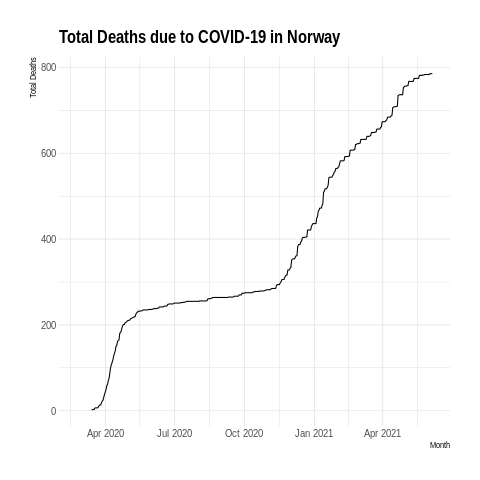 Total Deaths due to COVID-19 in Norway
Total Deaths
800
600
400
200
0
Apr 2020 Jul 2020 Oct 2020 Jan 2021 Apr 2021
Month